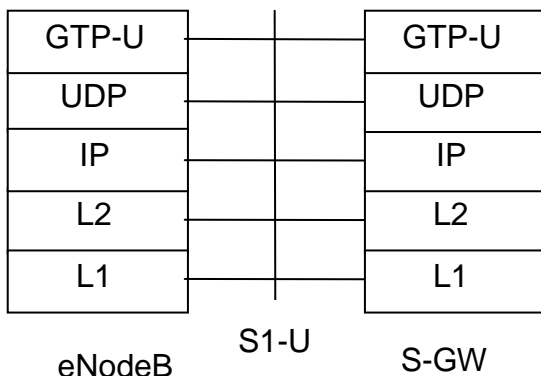 GTP-U GTP-U
UDP UDP
IP IP
L2 L2
L1 L1
S1-U
eNodeB S-GW